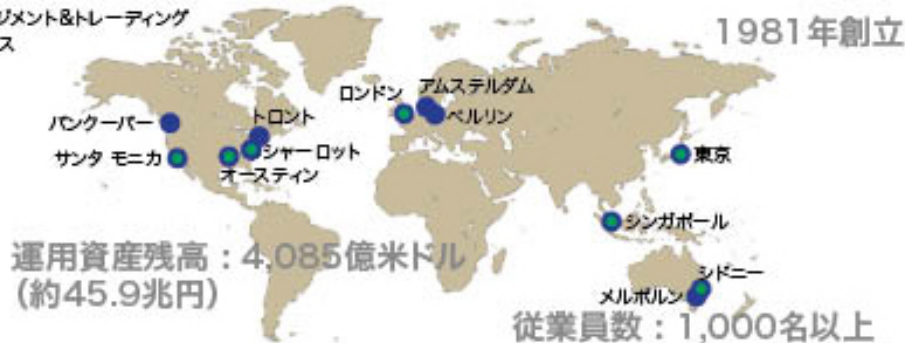 ジメント&トレーディング
ス
1981年創立
アムステルダム
ロンドン
ベルリン
トロント
バンクーバー
シャーロット
サンタ モニカ
オースティン
東京
シンガポール
運用資産残高：4,085億米ドル
（約45.9兆円）
シドニー
メルボルン
従業員数：1,000名以上